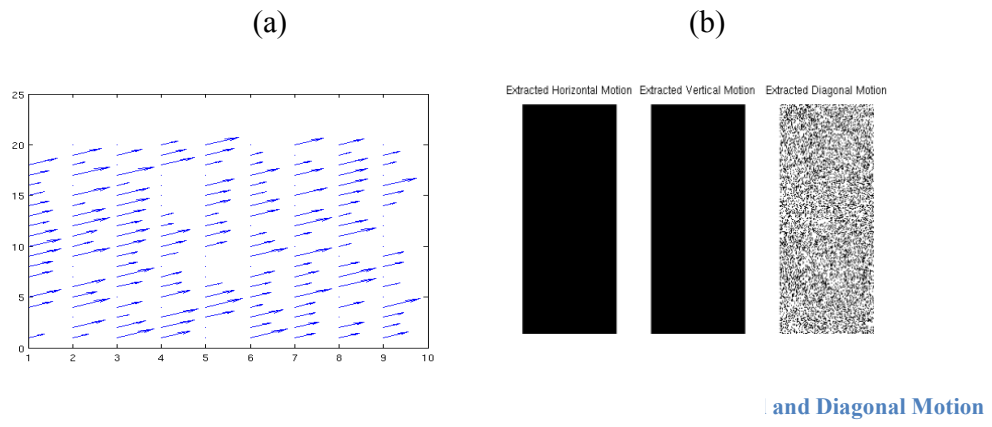 (a)
(b)
Extracted Horizontal Motion Extracted Vertical Motion Extracted Diagonal Motion
25
20
15
10
5
0
1 2 3 4 5 6 7 8 9 10
and Diagonal Motion